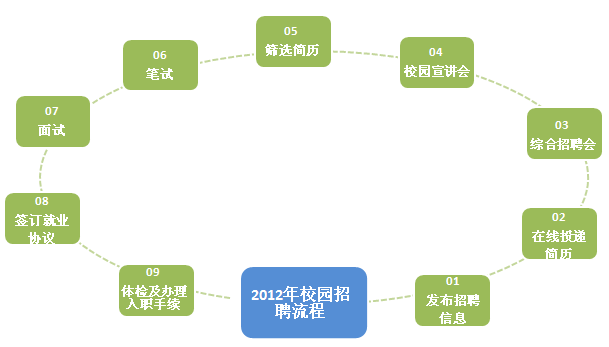 05
筛选简历
06
笔试
04
校园宣讲会
07
面试
03
综合招聘会
08
签订就业
协议
02
在线投递
简历
09
体检及办理
入职手续
2012年校园招
聘流程
01
发布招聘
信息